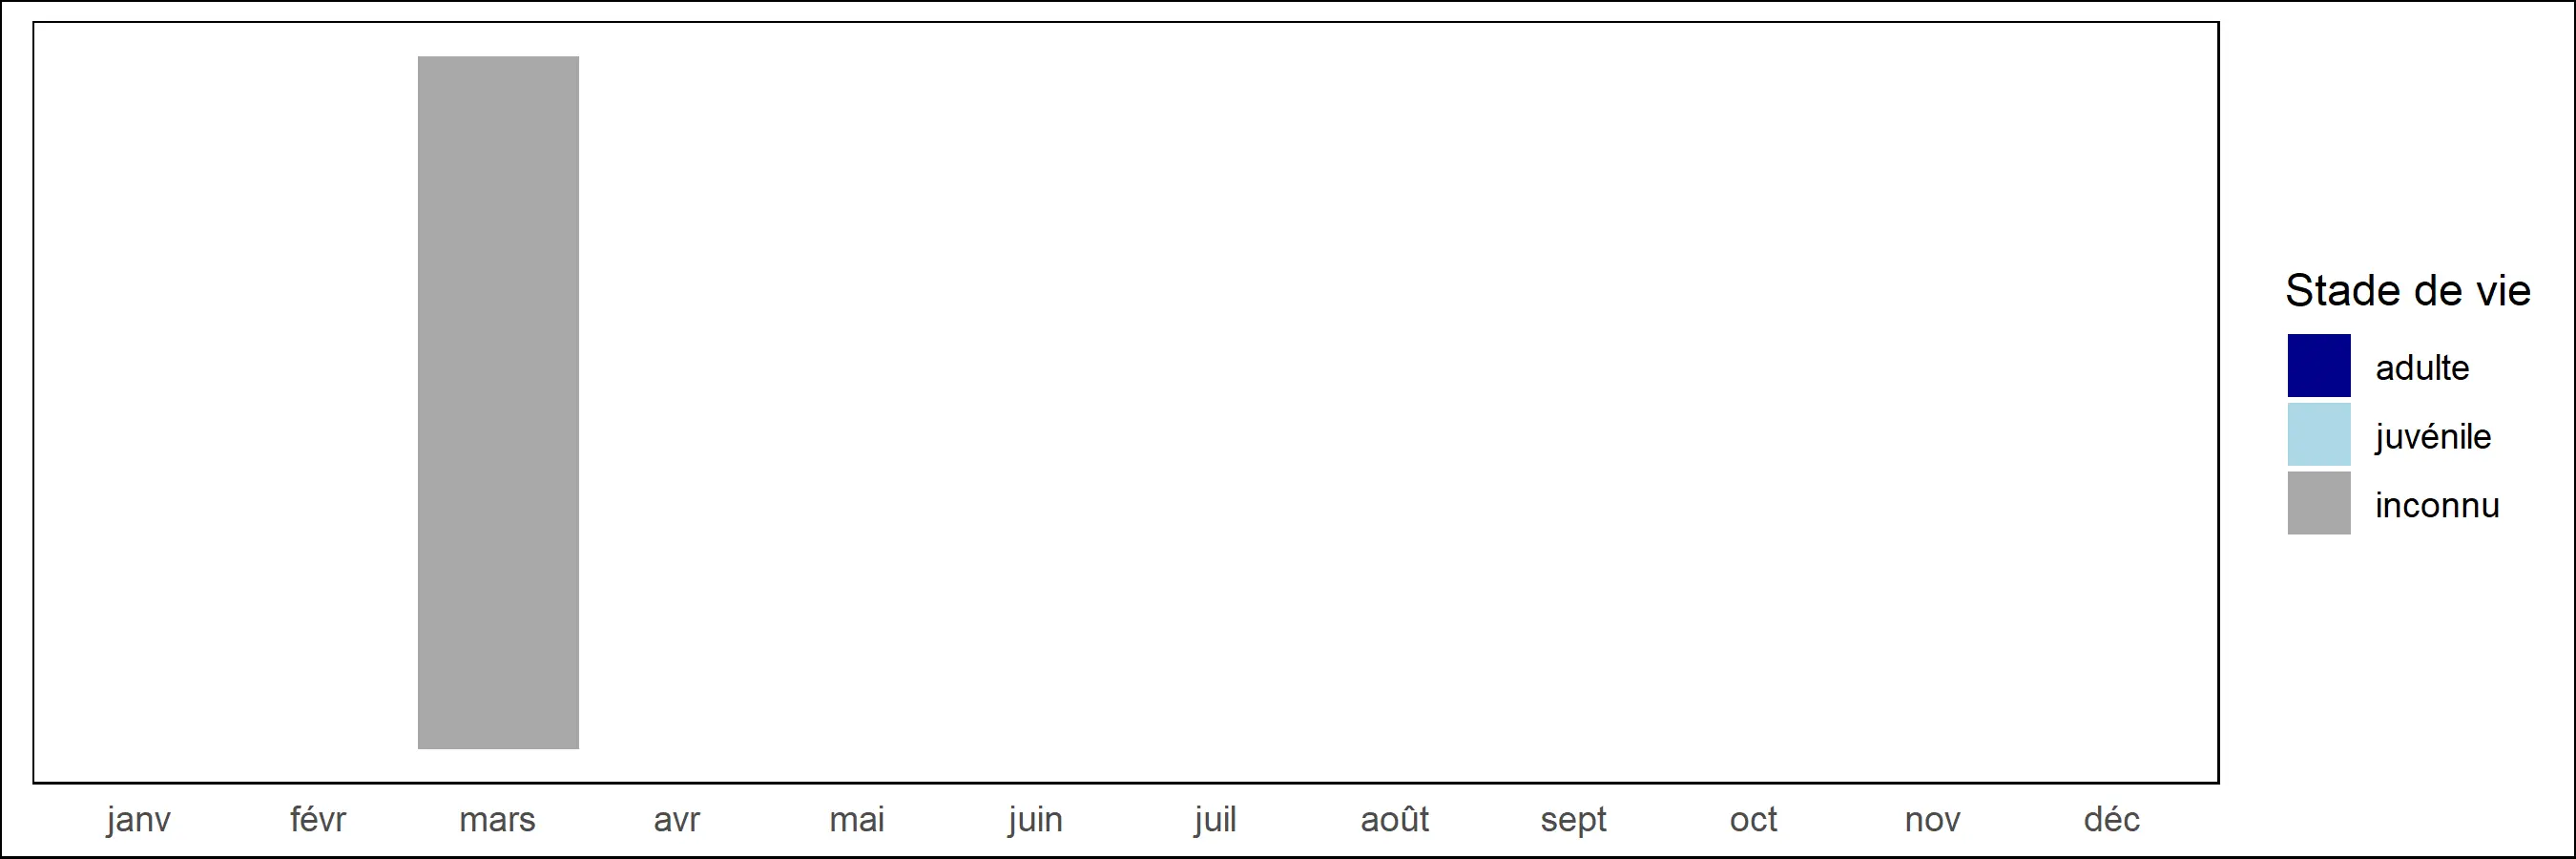 Stade de vie
adulte
juvénile
inconnu
janv févr mars avr mai juin juil août sept oct nov déc